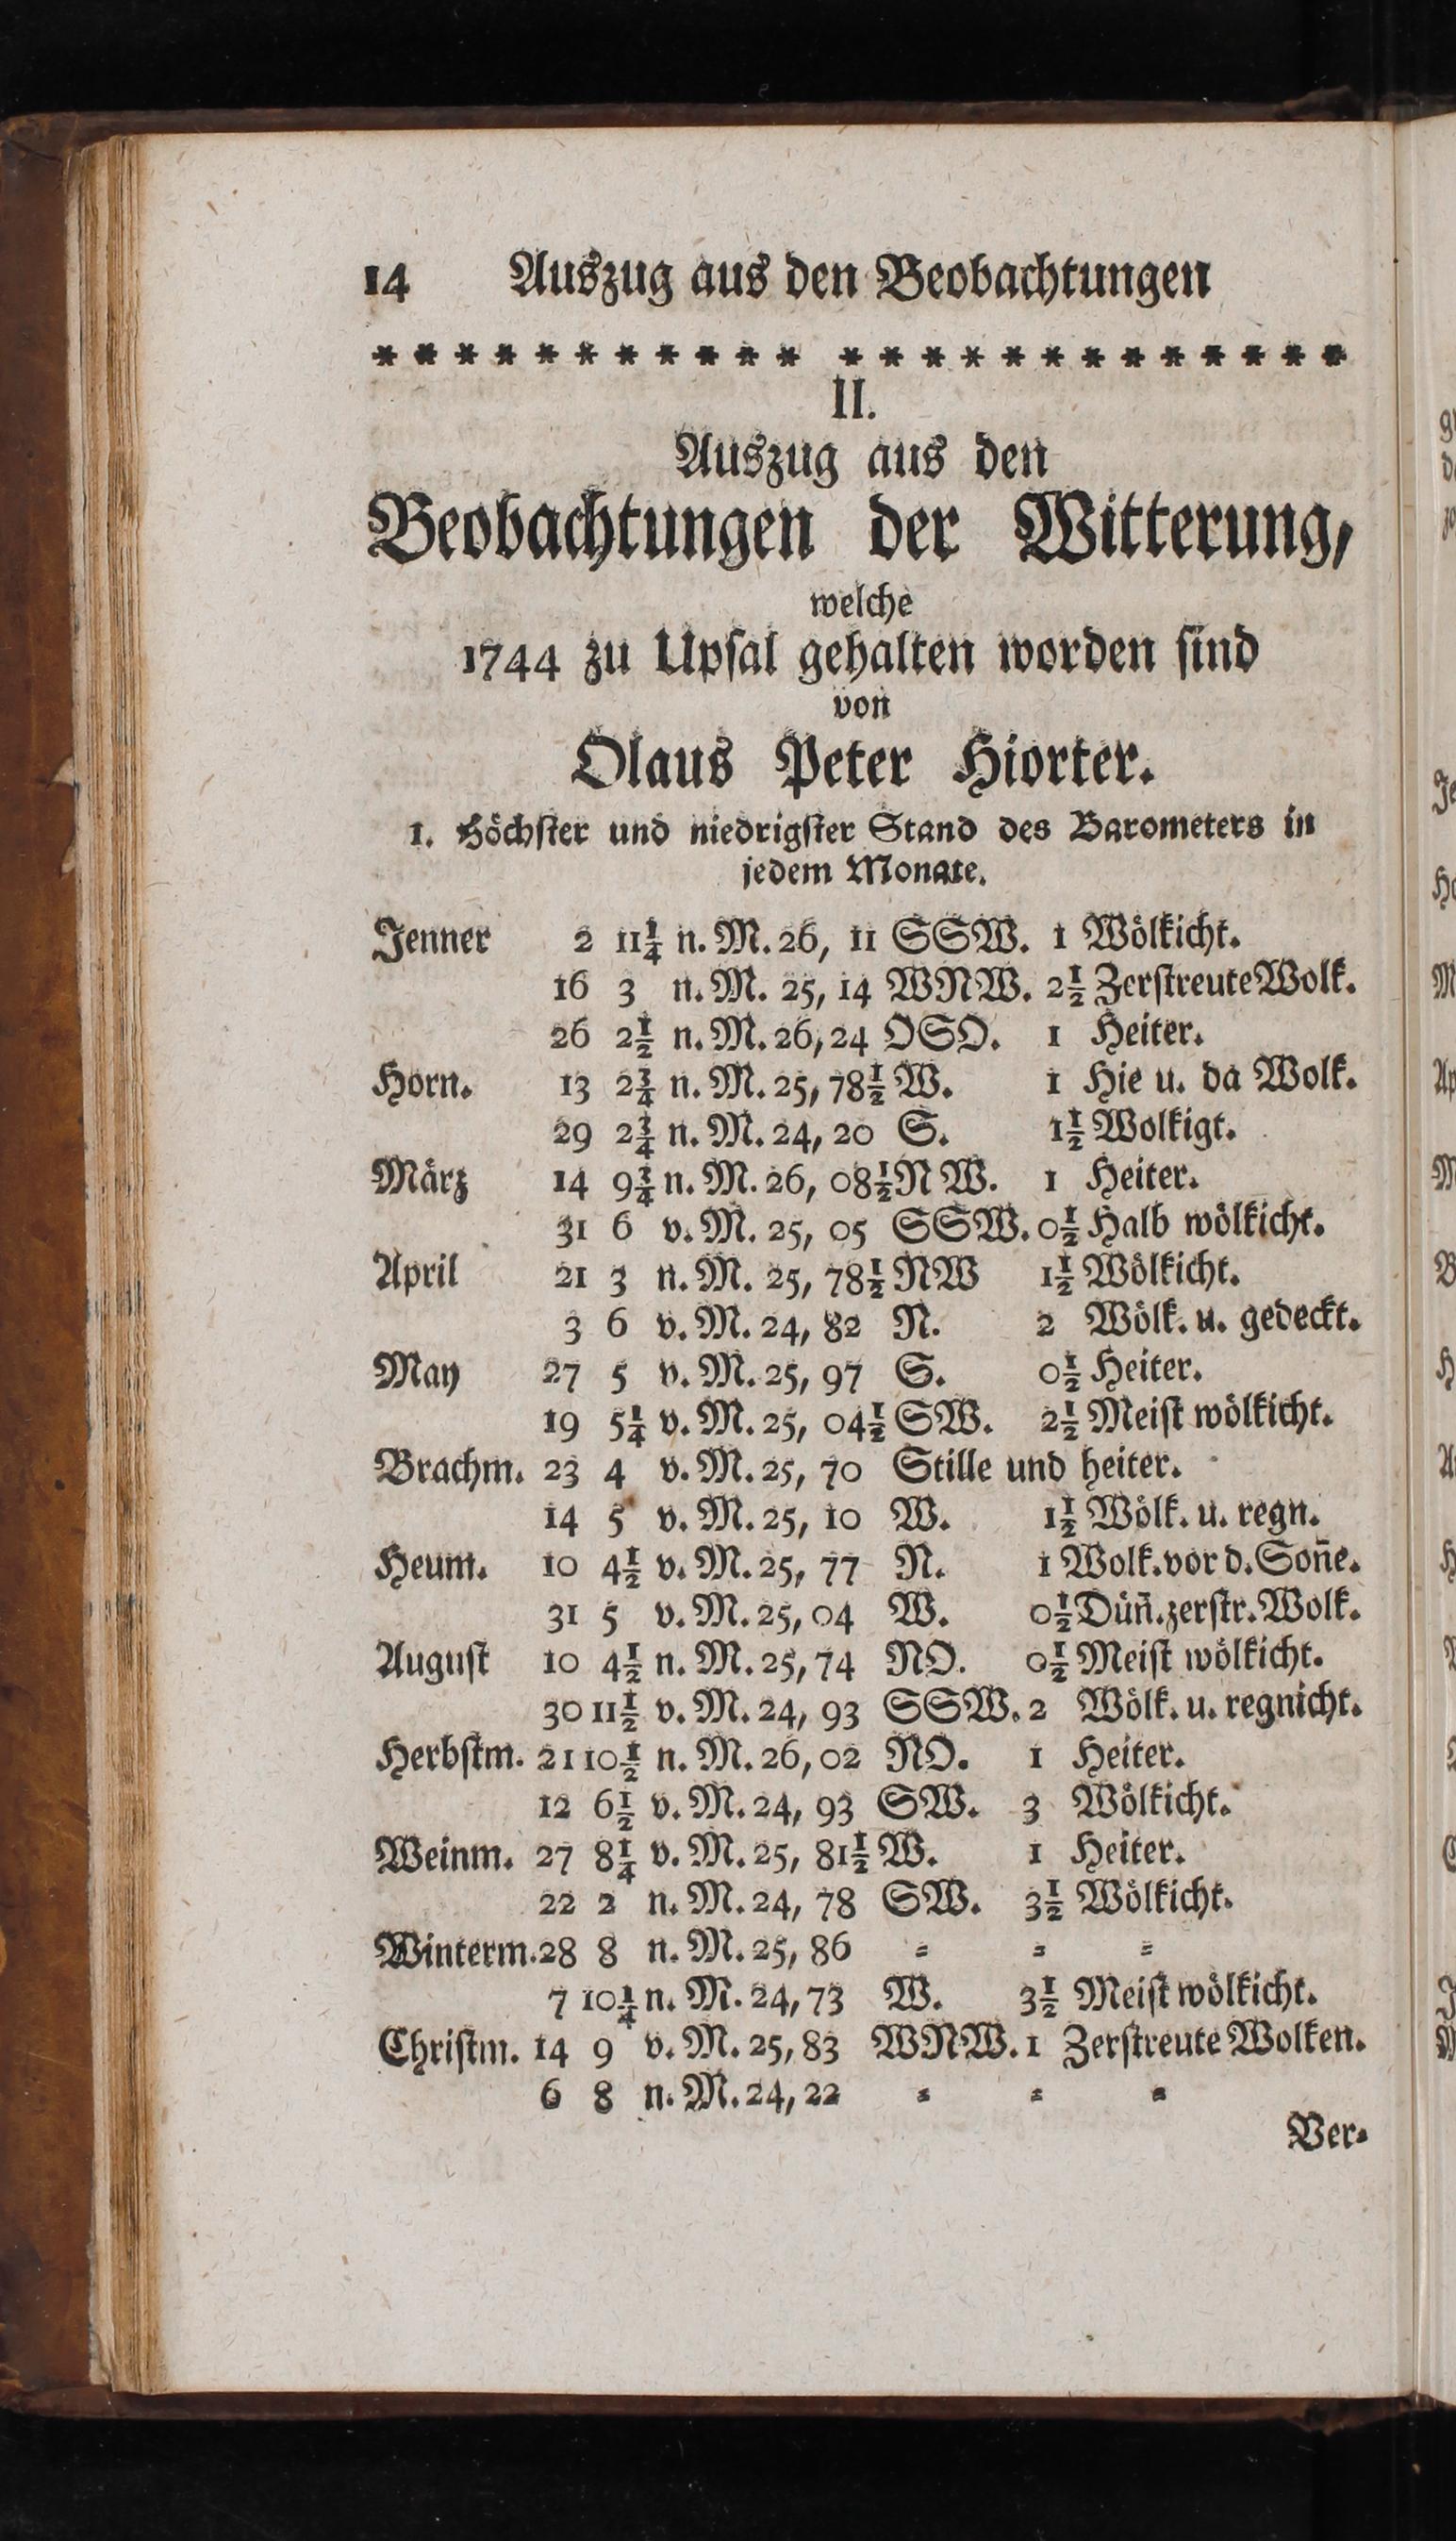 14 Auszug aus den Beobachtungen
* * * * * * * * * * * * * * * * * * * * * * * *
II.
Auszug aus den
Beobachtungen der Witterung,
welche
1744 zu Upsal gehalten worden sind
von
Olaus Peter Hiorter.
1. Höchster und niedrigster Stand des Barometers in
jedem Monate.
Jenner 2 11¼ n. M. 26, 11 SSW. 1 Wölkicht.
16 3 n. M. 25, 14 WNW. 2½ Zerstreute Wolk.
26 2½ n. M. 26, 24 OSO. 1 Heiter.
Horn. 13 2¾ n. M. 25, 78½ W. 1 Hie u. da Wolk.
29 2¾ n. M. 24, 20 S. 1½ Wolkigt.
März 14 9¾ n. M. 26, 08½ NW. 1 Heiter.
31 6 v. M. 25, 05 SSW. 0½ Halb wölkicht.
April 21 3 n. M. 25, 78½ NW 1½ Wölkicht.
3 6 v. M. 24, 82 N. 2 Wölk. u. gedeckt.
May 27 5 v. M. 25, 97 S. 0½ Heiter.
19 5¼ v. M. 25, 04½ SW. 2½ Meist wölkicht.
Brachm. 23 4 v. M. 25, 70 Stille und heiter.
14 5 v. M. 25, 10 W. 1½ Wölk. u. regn.
Heum. 10 4½ v. M. 25, 77 N. 1 Wolk. vor d. Son̄e.
31 5 v. M. 25, 04 W. 0½ Dün̄. zerstr. Wolk.
August 10 4½ n. M. 25, 74 NO. 0½ Meist wölkicht.
30 11½ v. M. 24, 93 SSW. 2 Wölk. u. regnicht.
Herbstm. 21 10½ n. M. 26, 02 NO. 1 Heiter.
12 6½ v. M. 24, 93 SW. 3 Wölkicht.
Weinm. 27 8¼ v. M. 25, 81½ W. 1 Heiter.
22 2 n. M. 24, 78 SW. 3½ Wölkicht.
Winterm. 28 8 n. M. 25, 86 = = =
7 10¼ n. M. 24, 73 W. 3½ Meist wölkicht.
Christm. 14 9 v. M. 25, 83 WNW. 1 Zerstreute Wolken.
6 8 n. M. 24, 22 = = =
Ver=